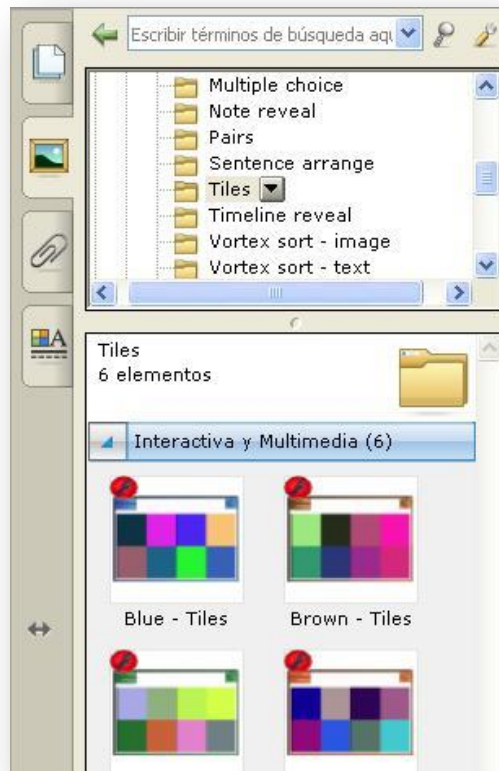 Escribir términos de búsqueda aqu
Multiple choice
Note reveal
Pairs
Sentence arrange
Tiles
Timeline reveal
Vortex sort - image
Vortex sort - text
A
Tiles
6 elementos
Interactiva y Multimedia (6)
Blue - Tiles
Brown - Tiles